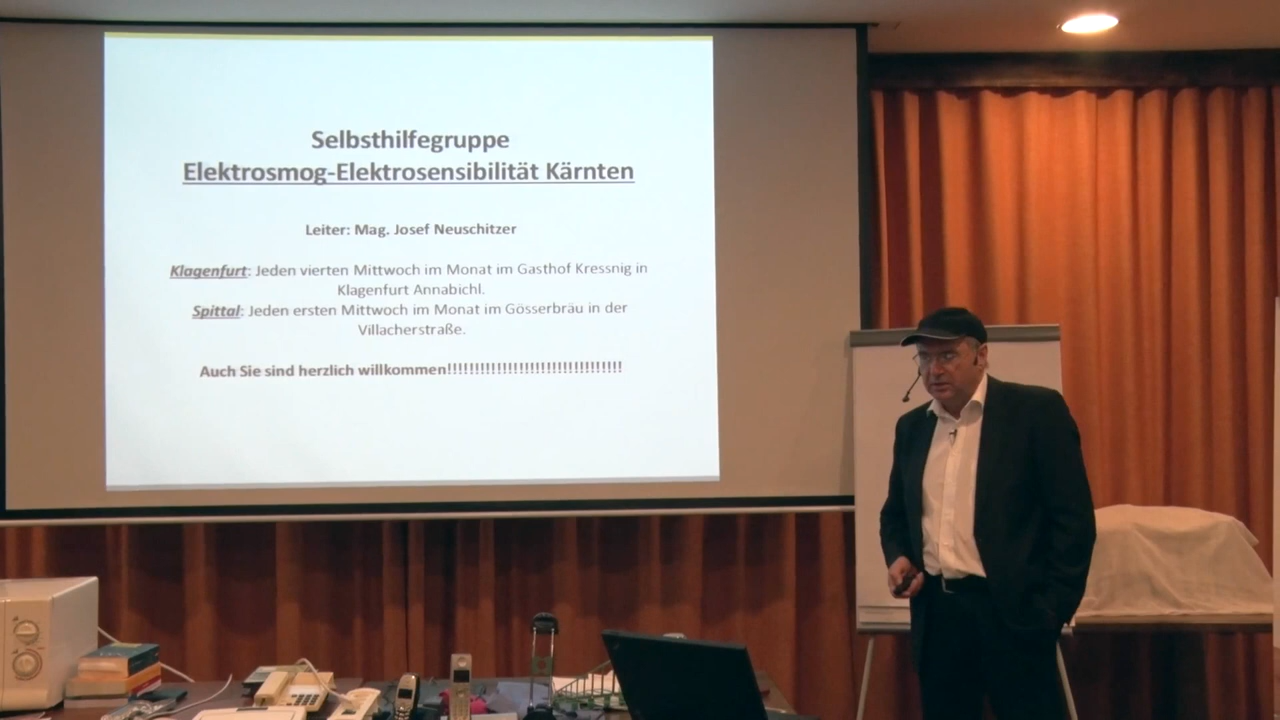 Selbsthilfegruppe
Elektrosmog-Elektrosensibilität Kärnten
Leiter: Mag. Josef Neuschitzer
Klagenfurt: Jeden vierten Mittwoch im Monat im Gasthof Kressnig in
Klagenfurt Annabichl.
Spittal: Jeden ersten Mittwoch im Monat im Gösserbräu in der
Villacherstraße.
Auch Sie sind herzlich willkommen!!!!!!!!!!!!!!!!!!!!!!!!!!!!!!!!